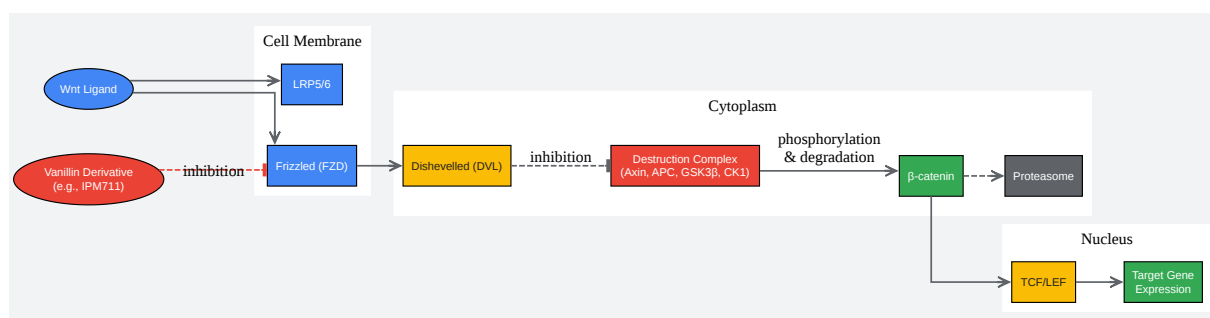 Cell Membrane
Wnt Ligand
LRP5/6
Cytoplasm
Vanillin Derivative
(e.g., IPM711)
inhibition
Frizzled (FZD)
Dishevelled (DVL)
inhibition
Destruction Complex
(Axin, APC, GSK3β, CK1)
phosphorylation
& degradation
β-catenin
Proteasome
Nucleus
TCF/LEF
Target Gene
Expression